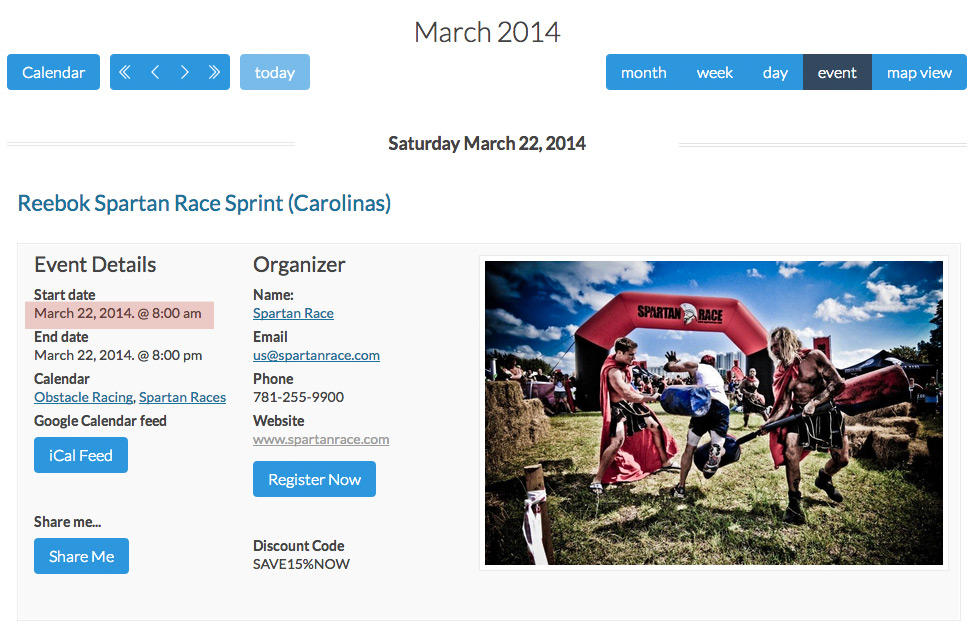 March 2014
Calendar
today
month week day event map view
Saturday March 22, 2014
Reebok Spartan Race Sprint (Carolinas)
Event Details
Start date
March 22, 2014. @ 8:00 am
End date
March 22, 2014. @ 8:00 pm
Calendar
Obstacle Racing, Spartan Races
Google Calendar feed
iCal Feed
Share me...
Share Me
Organizer
Name:
Spartan Race
Email
us@spartanrace.com
Phone
781-255-9900
Website
www.spartanrace.com
Register Now
Discount Code
SAVE15%NOW
SPARTAN RACE